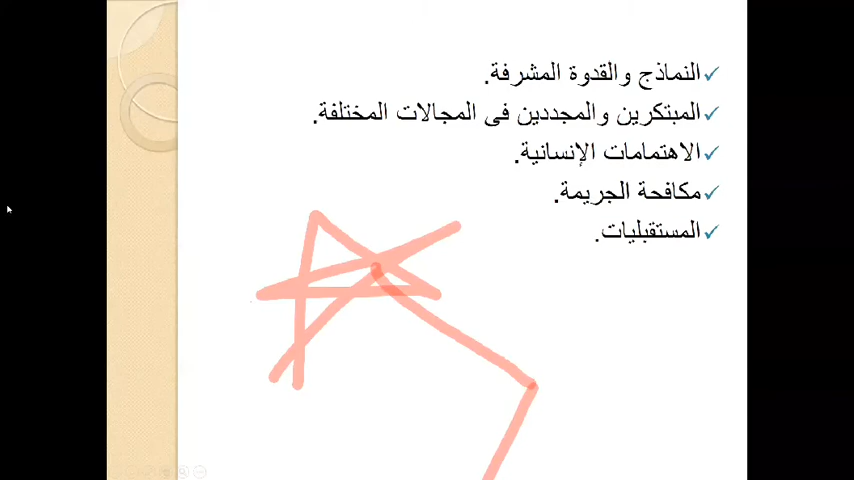 ✓النماذج والقدوة المشرفة.
✓المبتكرين والمجددين فى المجالات المختلفة.
✓الاهتمامات الإنسانية.
✓مكافحة الجريمة.
✓المستقبليات.